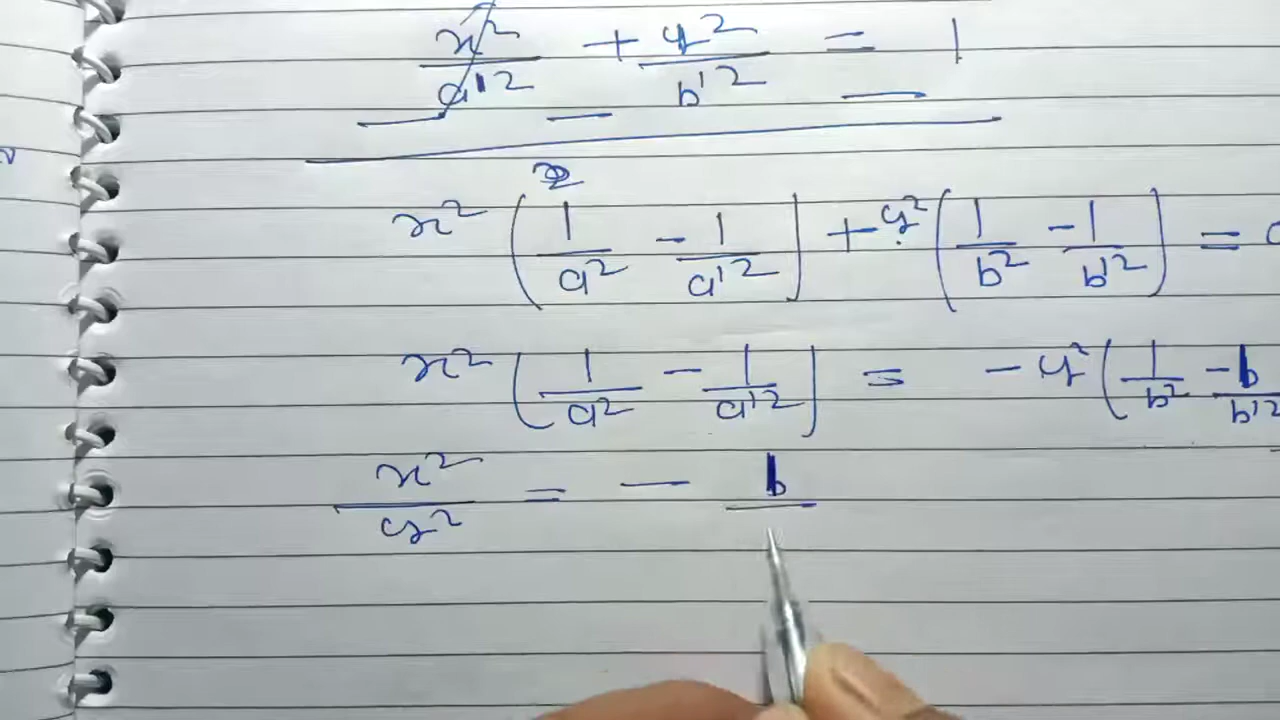 x²/a'² + y²/b'² = 1
x² (1/a² - 1/a'²) + y² (1/b² - 1/b'²) =
x² (1/a² - 1/a'²) = - y² (1/b² - b/b'²
x²/y² = - b/